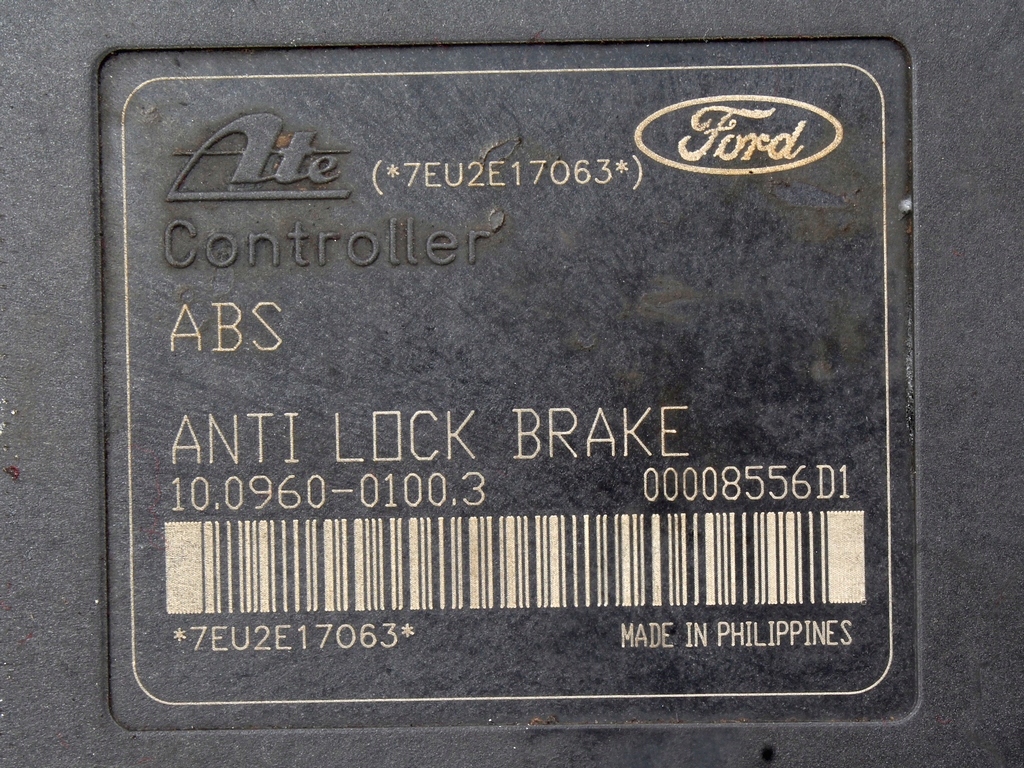 Ate
(*7EU2E17063*)
Ford
Controller
ABS
ANTI LOCK BRAKE
10.0960-0100.3
00008556D1
*7EU2E17063*
MADE IN PHILIPPINES